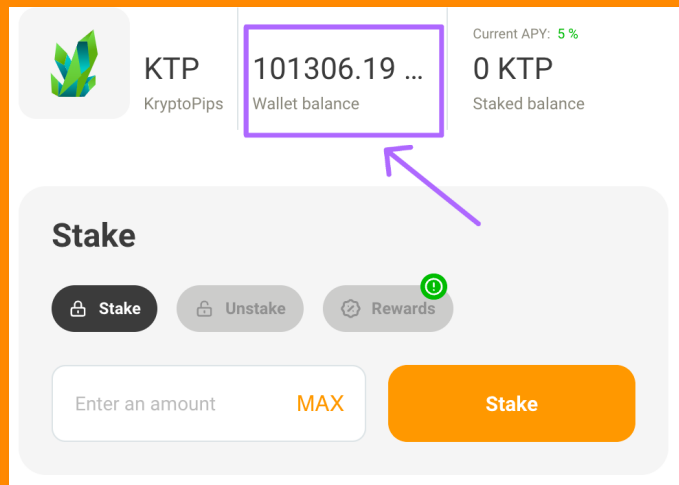 KTP
KryptoPips
101306.19 ...
Wallet balance
Current APY: 5 %
0 KTP
Staked balance
Stake
Stake
Unstake
Rewards
Enter an amount
MAX
Stake